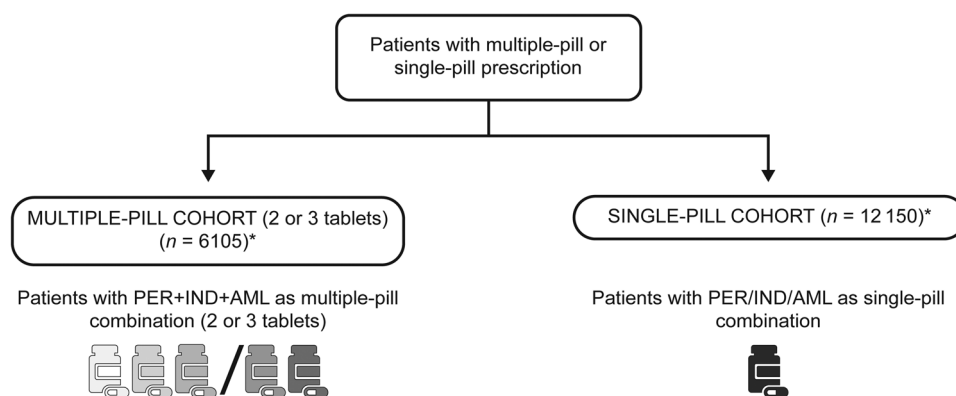 Patients with multiple-pill or
single-pill prescription
MULTIPLE-PILL COHORT (2 or 3 tablets)
(n = 6105)*
SINGLE-PILL COHORT (n = 12 150)*
Patients with PER+IND+AML as multiple-pill
combination (2 or 3 tablets)
Patients with PER/IND/AML as single-pill
combination